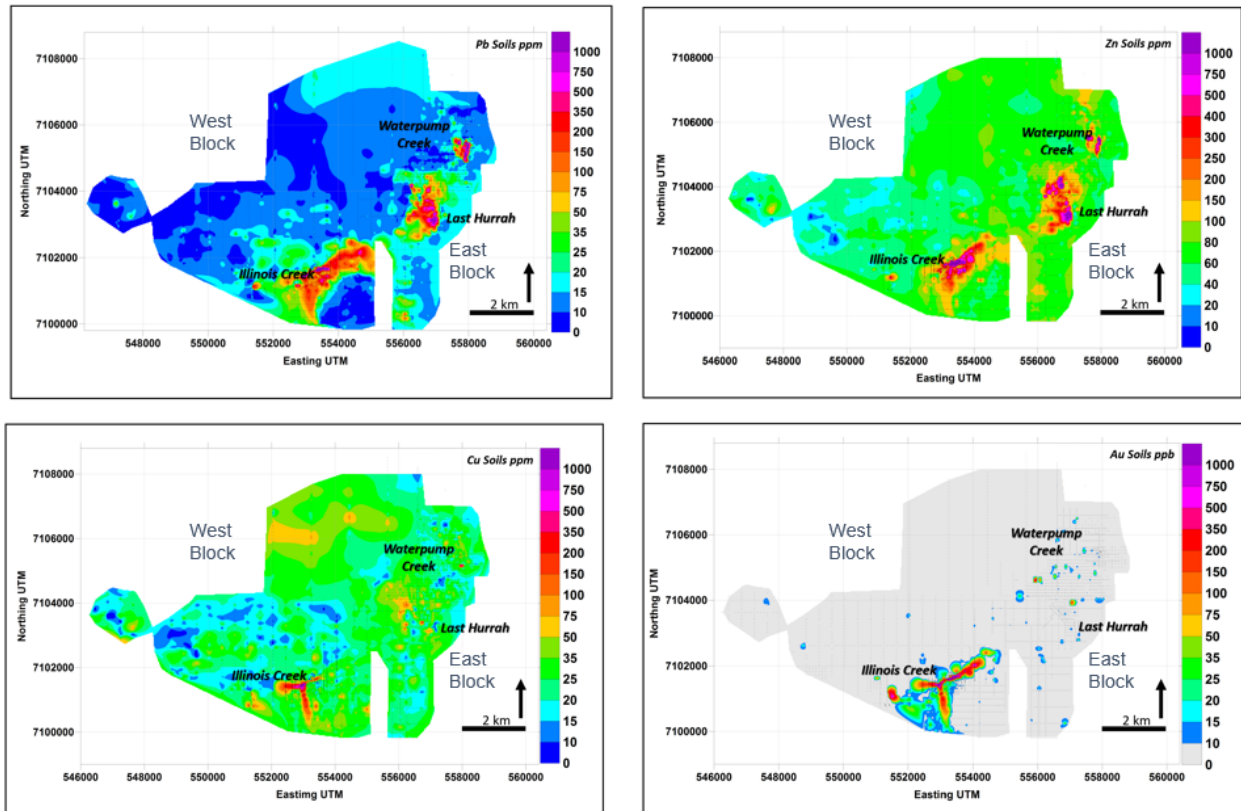 Pb Soils ppm
1000
750
500
350
200
150
100
75
50
35
25
20
15
10
0
7108000
7106000
7104000
7102000
7100000
Northing UTM
West
Block
Waterpump
Creek
Last Hurrah
East
Block
Illinois Creek
2 km
548000 550000 552000 554000 556000 558000 560000
Easting UTM
Zn Soils ppm
1000
750
500
400
300
250
200
150
100
80
60
40
20
10
0
7108000
7106000
7104000
7102000
7100000
Northing UTM
West
Block
Waterpump
Creek
Last Hurrah
East
Block
Illinois Creek
2 km
546000 548000 550000 552000 554000 556000 558000 560000
Easting UTM
Cu Soils ppm
1000
750
500
350
200
150
100
75
50
35
25
20
15
10
0
7108000
7106000
7104000
7102000
7100000
Northing UTM
West
Block
Waterpump
Creek
Last Hurrah
East
Block
Illinois Creek
2 km
546000 548000 550000 552000 554000 556000 558000 560000
Eastimg UTM
Au Soils ppb
1000
750
500
350
200
150
100
75
50
35
25
20
15
10
0
7108000
7106000
7104000
7102000
7100000
Northing UTM
West
Block
Waterpump
Creek
Last Hurrah
East
Block
Illinois Creek
2 km
546000 548000 550000 552000 554000 556000 558000 560000
Easting UTM